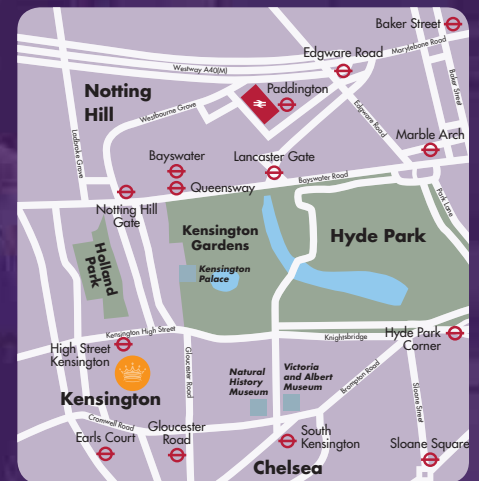 Baker Street
Edgware Road
Marylebone Road
Westway A40(M)
Baker Street
Notting
Hill
Paddington
Westbourne Grove
Edgware Road
Ladbroke Grove
Marble Arch
Bayswater
Lancaster Gate
Bayswater Road
Queensway
Park Lane
Notting Hill
Gate
Kensington
Gardens
Hyde Park
Holland
Park
Kensington
Palace
Kensington High Street
Knightsbridge
Hyde Park
Corner
High Street
Kensington
Gloucester Road
Natural
History
Museum
Victoria
and Albert
Museum
Brompton Road
Sloane Street
Kensington
Cromwell Road
Earls Court
Gloucester
Road
South
Kensington
Sloane Square
Chelsea